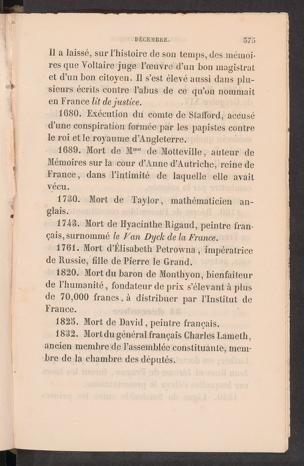 DÉCEMBRE. 575
Il a laissé, sur l'histoire de son temps, des mémoi-
res que Voltaire juge l'œuvre d'un bon magistrat
et d'un bon citoyen. Il s'est élevé aussi dans plu-
sieurs écrits contre l'abus de ce qu'on nommait
en France lit de justice.
1680. Exécution du comte de Stafford, accusé
d'une conspiration formée par les papistes contre
le roi et le royaume d'Angleterre.
1689. Mort de Mme de Motteville, auteur de
Mémoires sur la cour d'Anne d'Autriche, reine de
France, dans l'intimité de laquelle elle avait
vécu.
1730. Mort de Taylor, mathématicien an-
glais.
1743. Mort de Hyacinthe Rigaud, peintre fran-
çais, surnommé le Van Dyck de la France.
1761. Mort d'Élisabeth Petrowna, impératrice
de Russie, fille de Pierre le Grand.
1820. Mort du baron de Monthyon, bienfaiteur
de l'humanité, fondateur de prix s'élevant à plus
de 70,000 francs, à distribuer par l'Institut de
France.
1825. Mort de David, peintre français.
1832. Mort du général français Charles Lameth,
ancien membre de l'assemblée constituante, mem-
bre de la chambre des députés.